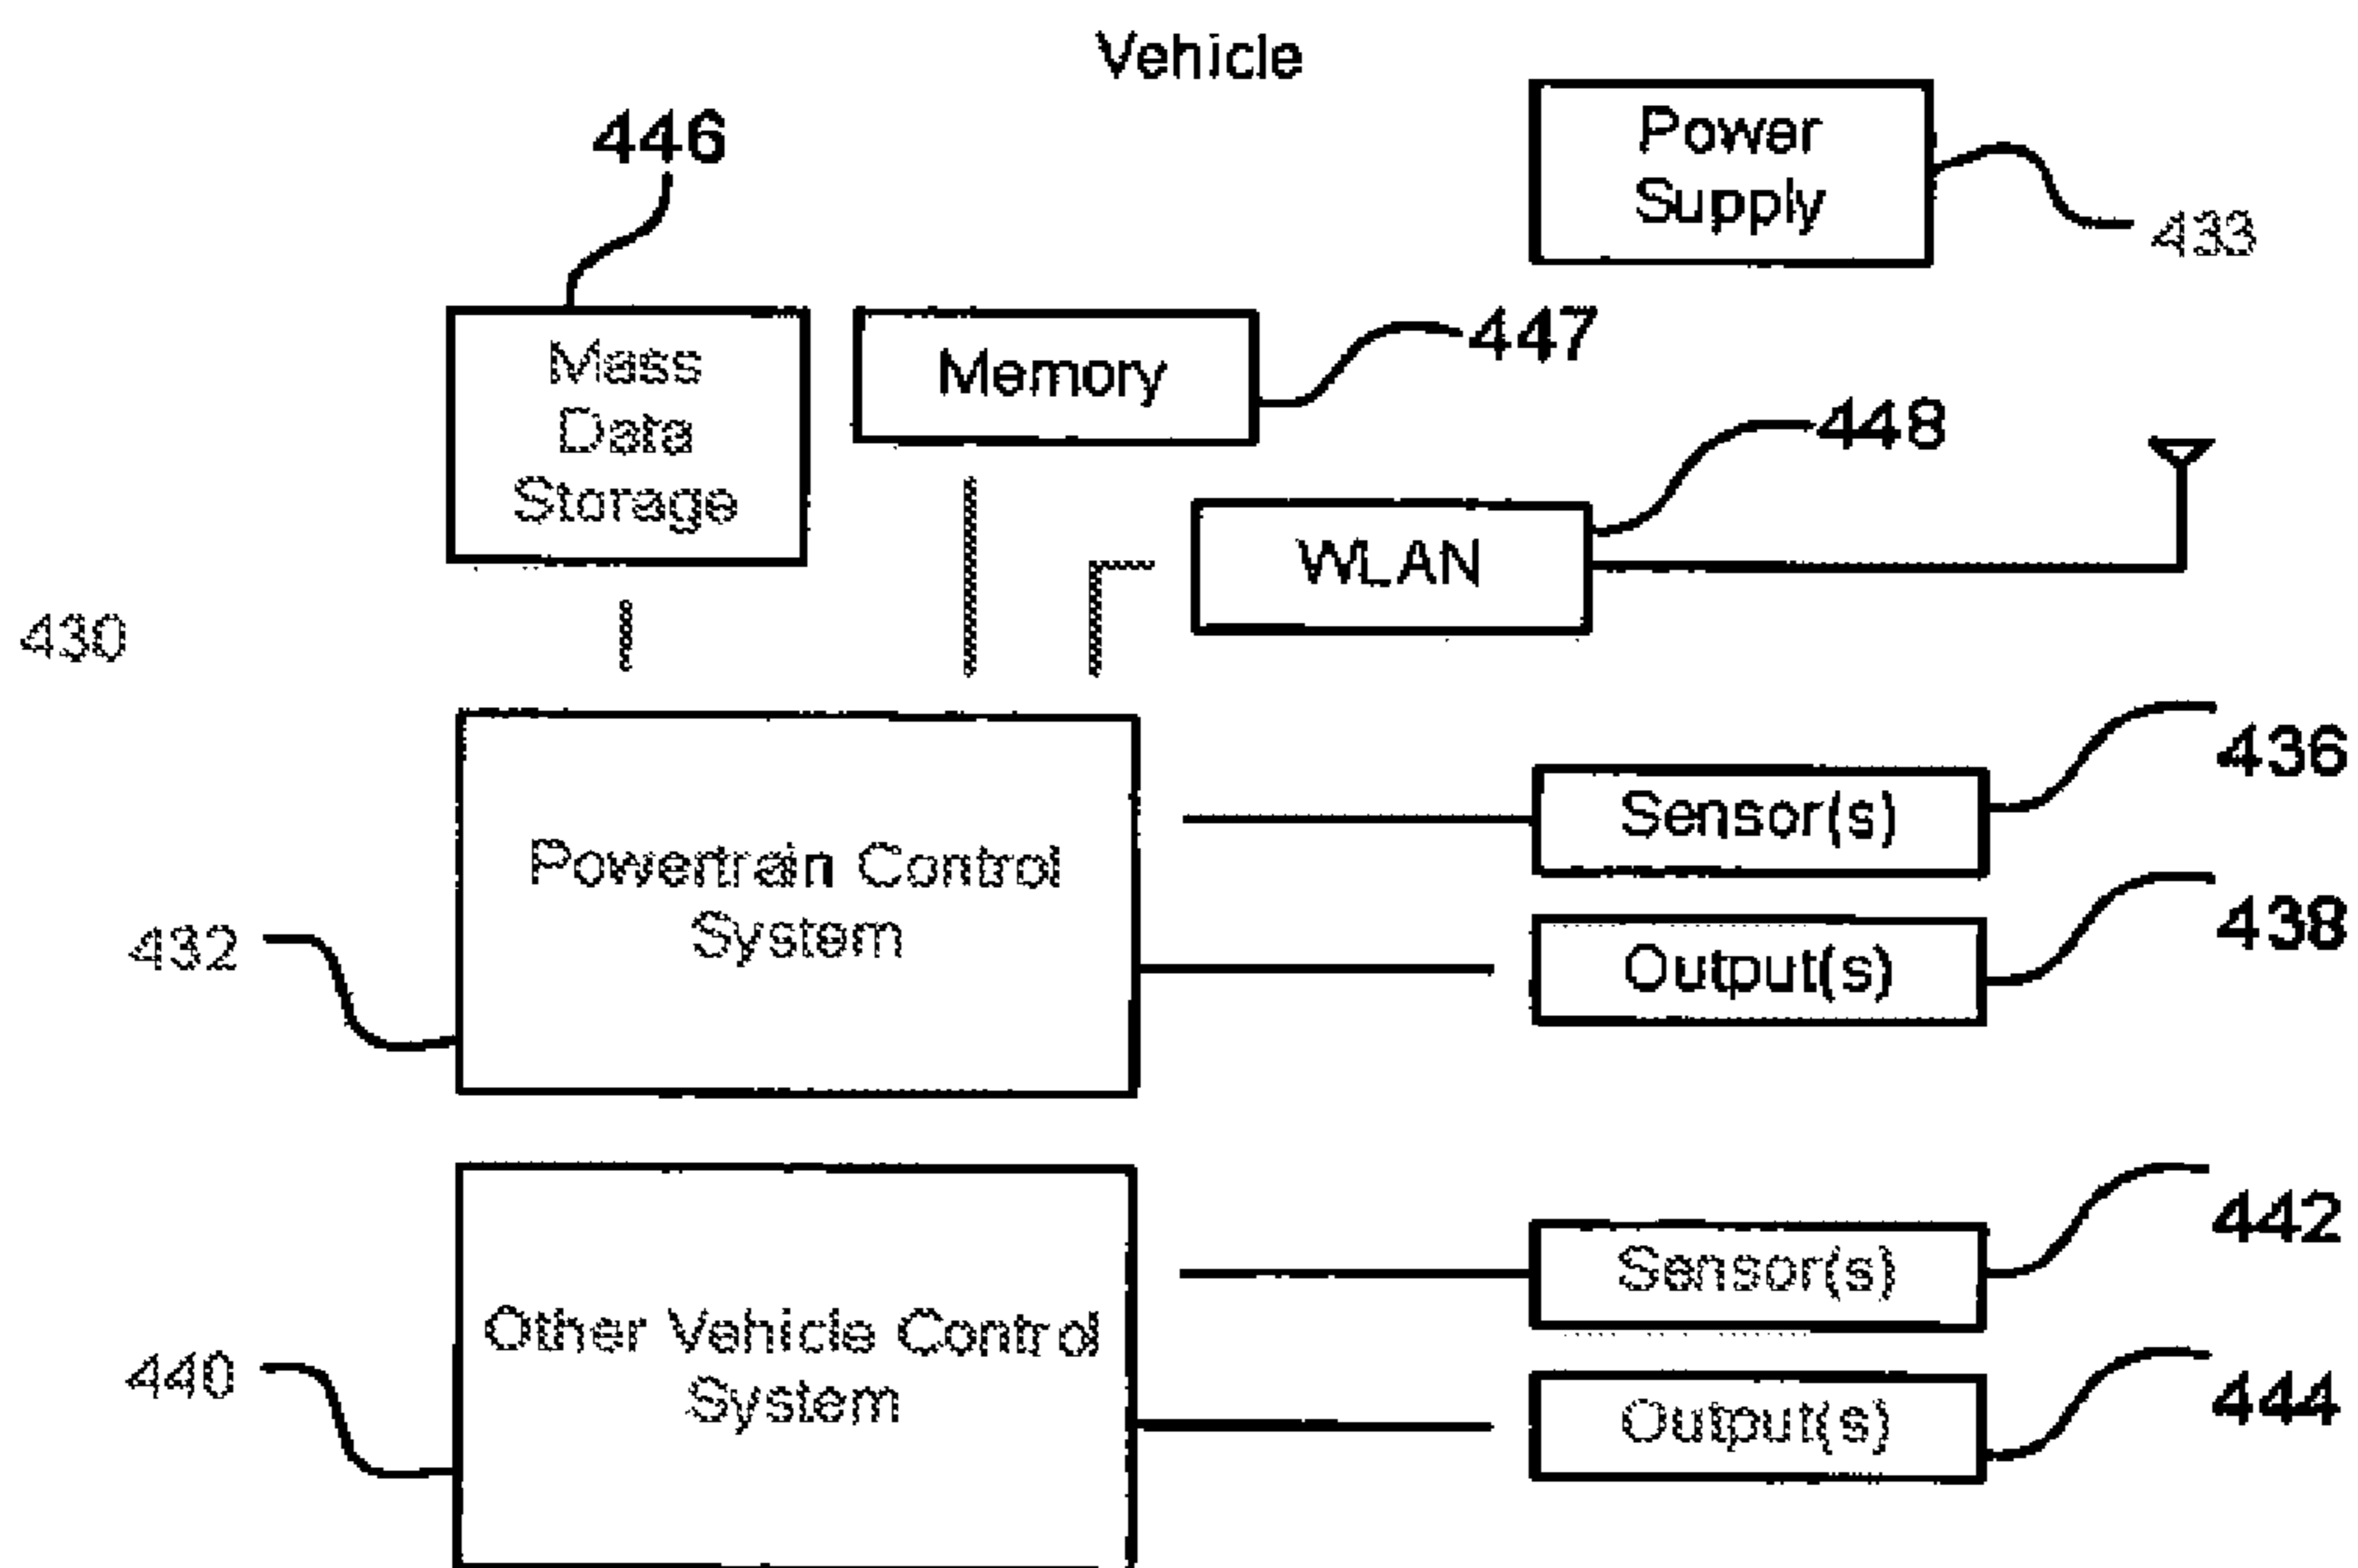 Vehicle
Power
Supply
433
446
Mass
Data
Storage
Memory
447
448
WLAN
430
Powertrain Control
System
432
Sensor(s)
436
Output(s)
438
Other Vehicle Control
System
440
Sensor(s)
442
Output(s)
444